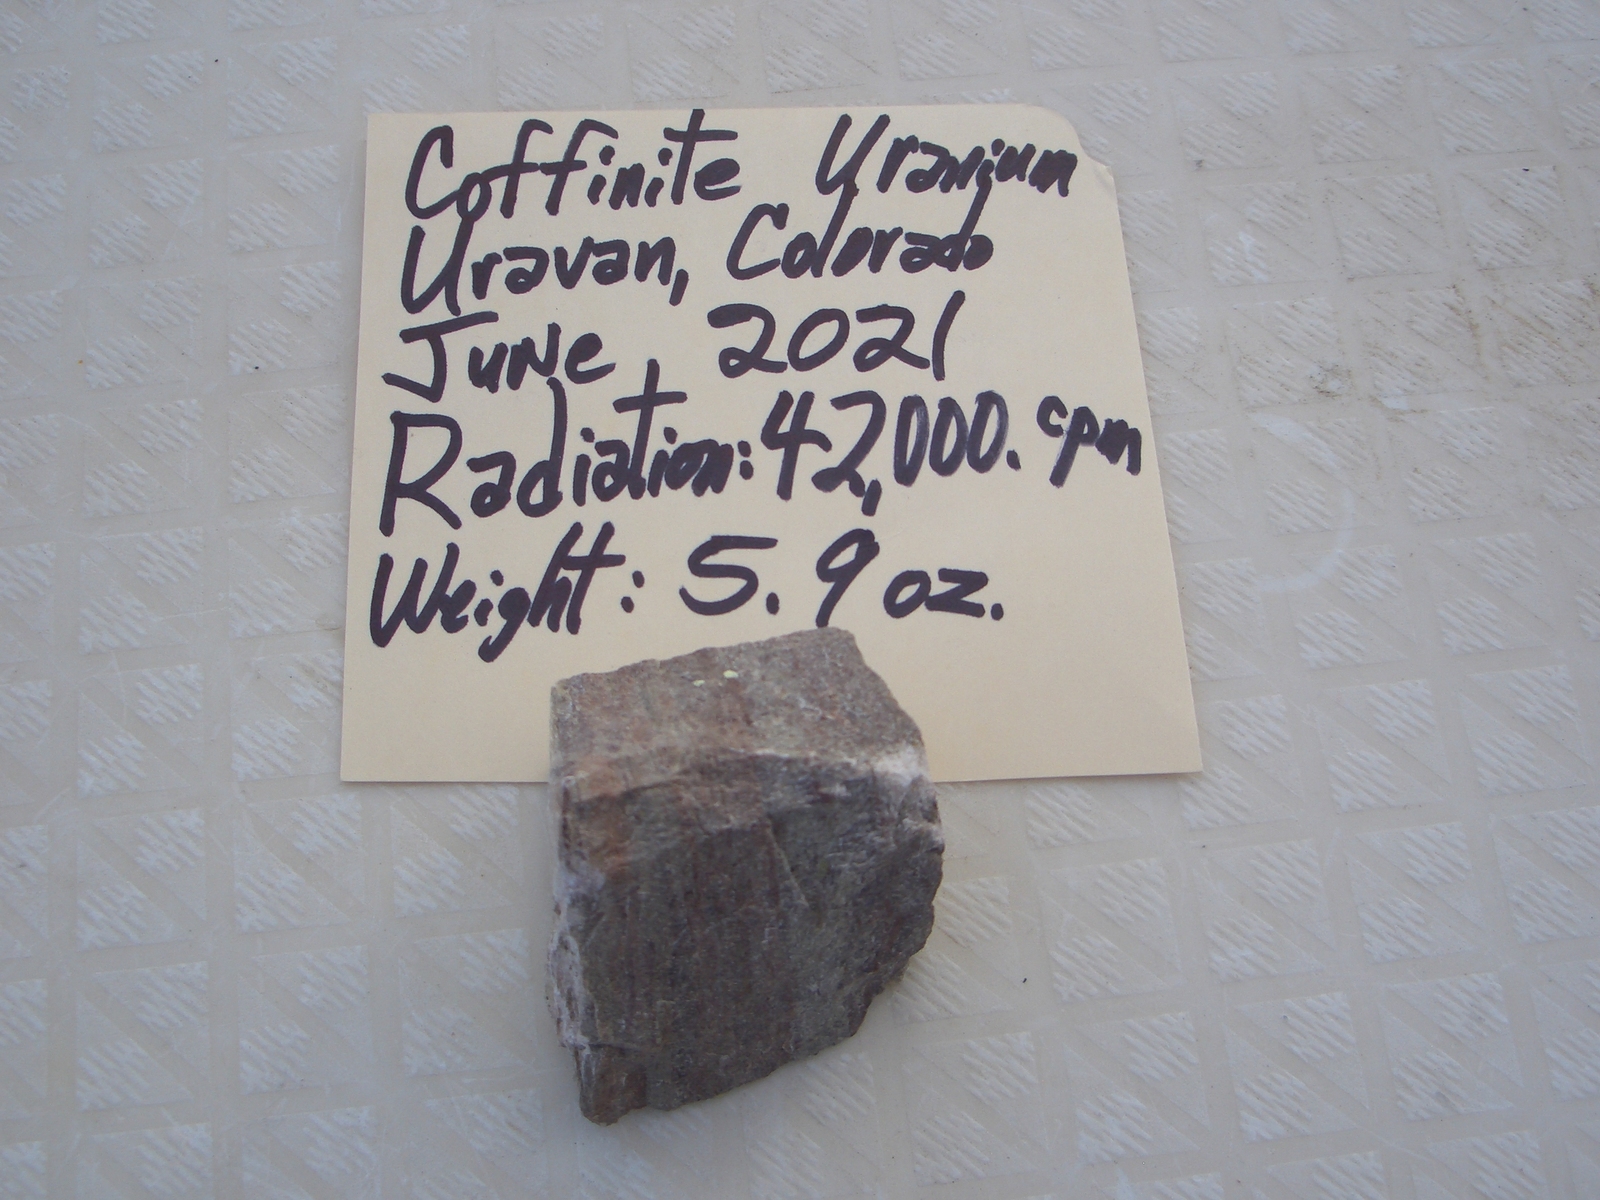 Coffinite Uranium
Uravan, Colorado
June, 2021
Radiation: 42,000. cpm
Weight: 5.9 oz.